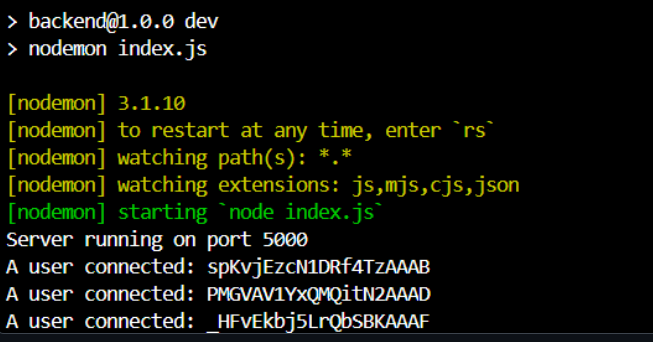 > backend@1.0.0 dev
> nodemon index.js
[nodemon] 3.1.10
[nodemon] to restart at any time, enter `rs`
[nodemon] watching path(s): *.*
[nodemon] watching extensions: js,mjs,cjs,json
[nodemon] starting `node index.js`
Server running on port 5000
A user connected: spKvjEzcN1DRf4TzAAAB
A user connected: PMGVAV1YxQMQitN2AAAD
A user connected: _HFvEkbj5LrQbSBKAAAF